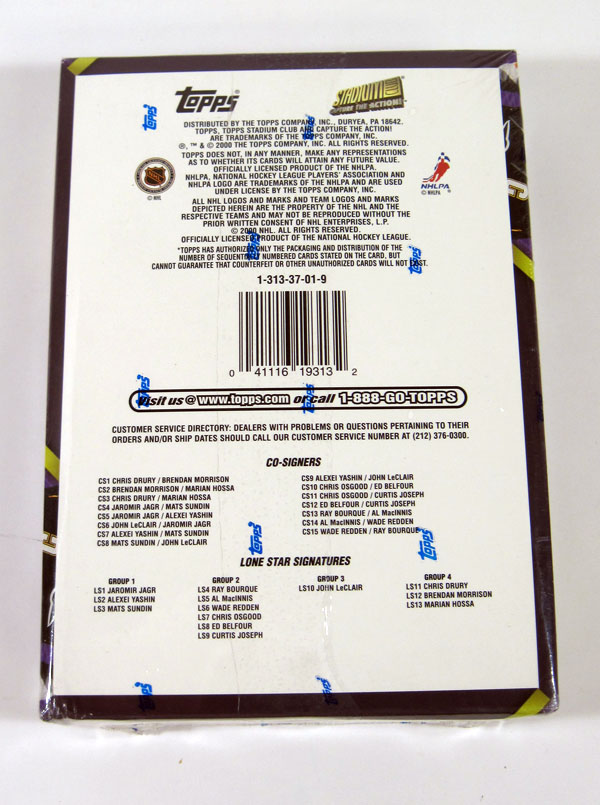 TOPPS®
STADIUM CLUB
CAPTURE THE ACTION!
DISTRIBUTED BY THE TOPPS COMPANY, INC., DURYEA, PA 18642.
TOPPS, TOPPS STADIUM CLUB AND CAPTURE THE ACTION!
ARE TRADEMARKS OF THE TOPPS COMPANY, INC.
®, ™ & © 2000 THE TOPPS COMPANY, INC. ALL RIGHTS RESERVED.
TOPPS DOES NOT, IN ANY MANNER, MAKE ANY REPRESENTATIONS
AS TO WHETHER ITS CARDS WILL ATTAIN ANY FUTURE VALUE.
OFFICIALLY LICENSED PRODUCT OF THE NHLPA.
NHLPA, NATIONAL HOCKEY LEAGUE PLAYERS' ASSOCIATION AND
NHLPA LOGO ARE TRADEMARKS OF THE NHLPA AND ARE USED
UNDER LICENSE BY THE TOPPS COMPANY, INC.
© NHL
NHLPA
© NHLPA
ALL NHL LOGOS AND MARKS AND TEAM LOGOS AND MARKS
DEPICTED HEREIN ARE THE PROPERTY OF THE NHL AND THE
RESPECTIVE TEAMS AND MAY NOT BE REPRODUCED WITHOUT THE
PRIOR WRITTEN CONSENT OF NHL ENTERPRISES, L.P.
© 2000 NHL. ALL RIGHTS RESERVED.
OFFICIALLY LICENSED PRODUCT OF THE NATIONAL HOCKEY LEAGUE.
*TOPPS HAS AUTHORIZED ONLY THE PACKAGING AND DISTRIBUTION OF THE
NUMBER OF SEQUENTIALLY NUMBERED CARDS STATED ON THE CARD, BUT
CANNOT GUARANTEE THAT COUNTERFEIT OR OTHER UNAUTHORIZED CARDS WILL NOT EXIST.
1-313-37-01-9
0 41116 19313 2
visit us @ www.topps.com or call 1-888-GO-TOPPS
CUSTOMER SERVICE DIRECTORY: DEALERS WITH PROBLEMS OR QUESTIONS PERTAINING TO THEIR
ORDERS AND/OR SHIP DATES SHOULD CALL OUR CUSTOMER SERVICE NUMBER AT (212) 376-0300.
CO-SIGNERS
CS1 CHRIS DRURY / BRENDAN MORRISON
CS2 BRENDAN MORRISON / MARIAN HOSSA
CS3 CHRIS DRURY / MARIAN HOSSA
CS4 JAROMIR JAGR / MATS SUNDIN
CS5 JAROMIR JAGR / ALEXEI YASHIN
CS6 JOHN LeCLAIR / JAROMIR JAGR
CS7 ALEXEI YASHIN / MATS SUNDIN
CS8 MATS SUNDIN / JOHN LeCLAIR
CS9 ALEXEI YASHIN / JOHN LeCLAIR
CS10 CHRIS OSGOOD / ED BELFOUR
CS11 CHRIS OSGOOD / CURTIS JOSEPH
CS12 ED BELFOUR / CURTIS JOSEPH
CS13 RAY BOURQUE / AL MacINNIS
CS14 AL MacINNIS / WADE REDDEN
CS15 WADE REDDEN / RAY BOURQUE
LONE STAR SIGNATURES
GROUP 1
LS1 JAROMIR JAGR
LS2 ALEXEI YASHIN
LS3 MATS SUNDIN
GROUP 2
LS4 RAY BOURQUE
LS5 AL MacINNIS
LS6 WADE REDDEN
LS7 CHRIS OSGOOD
LS8 ED BELFOUR
LS9 CURTIS JOSEPH
GROUP 3
LS10 JOHN LeCLAIR
GROUP 4
LS11 CHRIS DRURY
LS12 BRENDAN MORRISON
LS13 MARIAN HOSSA